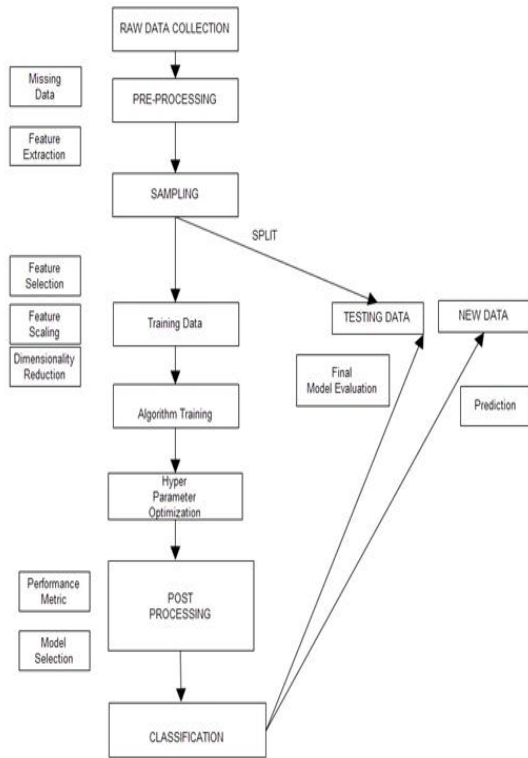 RAW DATA COLLECTION
Missing
Data
PRE-PROCESSING
Feature
Extraction
SAMPLING
SPLIT
Feature
Selection
Feature
Scaling
Training Data
TESTING DATA
NEW DATA
Dimensionality
Reduction
Final
Model Evaluation
Prediction
Algorithm Training
Hyper
Parameter
Optimization
Performance
Metric
POST
PROCESSING
Model
Selection
CLASSIFICATION